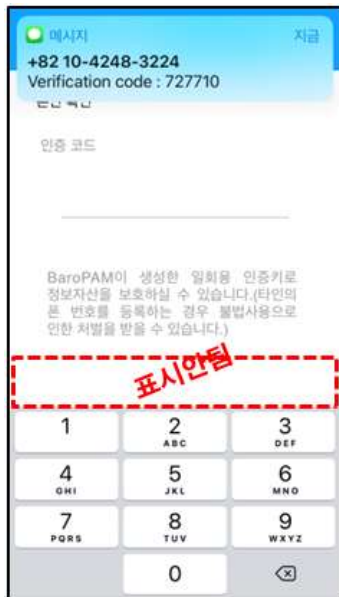 메시지 지금
+82 10-4248-3224
Verification code : 727710
인증 코드
BaroPAM이 생성한 일회용 인증키로
정보자산을 보호하실 수 있습니다.(타인의
폰 번호를 등록하는 경우 불법사용으로
인한 처벌을 받을 수 있습니다.)
표시안됨
1 2 3
ABC DEF
4 5 6
GHI JKL MNO
7 8 9
PQRS TUV WXYZ
0